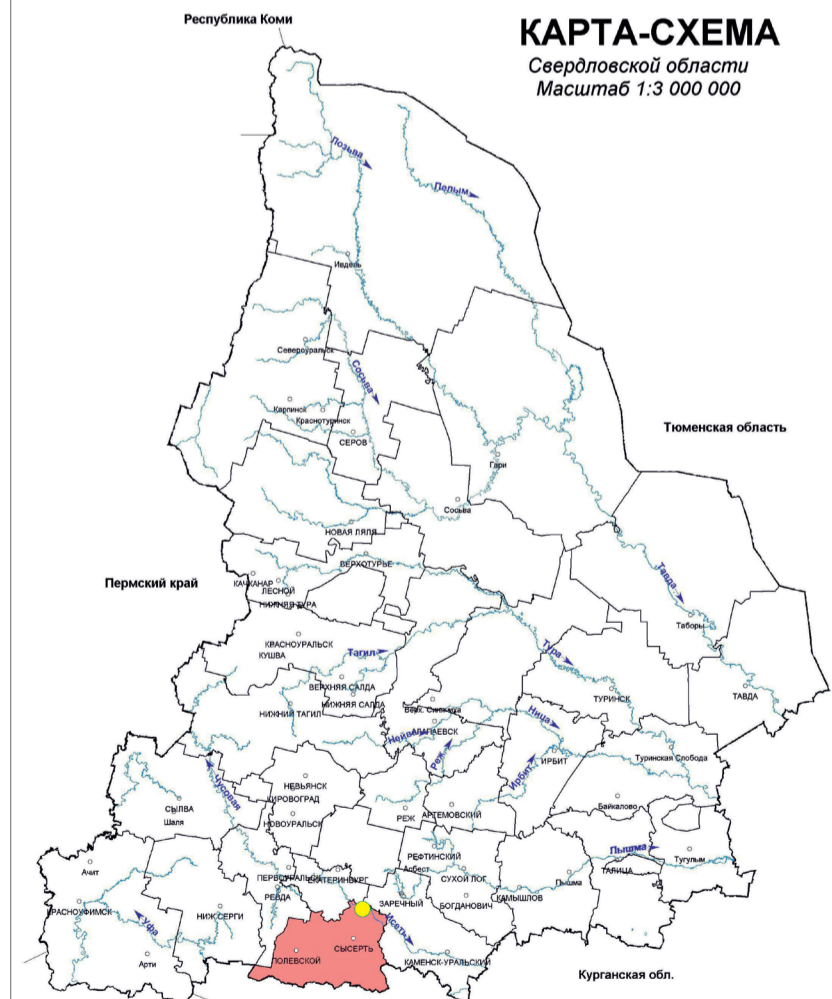 Республика Коми
КАРТА-СХЕМА
Свердловской области
Масштаб 1:3 000 000
Лозьва
Пелым
Ивдель
Североуральск
Сосьва
Карпинск
Краснотурьинск
СЕРОВ
Тюменская область
Гари
Сосьва
НОВАЯ ЛЯЛЯ
ВЕРХОТУРЬЕ
Пермский край
КАЧКАНАР
ЛЕСНОЙ
НИЖНЯЯ ТУРА
Тавда
Таборы
КРАСНОУРАЛЬСК
КУШВА
Тагил
Тура
ВЕРХНЯЯ САЛДА
НИЖНЯЯ САЛДА
ТУРИНСК
ТАВДА
НИЖНИЙ ТАГИЛ
Верх. Синячиха
Ница
Нейва
АЛАПАЕВСК
Реж
ИРБИТ
Туринская Слобода
Ирбит
Чусовая
НЕВЬЯНСК
КИРОВОГРАД
Байкалово
СЫЛВА
Шаля
НОВОУРАЛЬСК
РЕЖ
АРТЕМОВСКИЙ
Пышма
РЕФТИНСКИЙ
Тугулым
Ачит
Асбест
ТАЛИЦА
ПЕРВОУРАЛЬСК
ЕКАТЕРИНБУРГ
СУХОЙ ЛОГ
Пышма
РЕВДА
ЗАРЕЧНЫЙ
БОГДАНОВИЧ
КАМЫШЛОВ
КРАСНОУФИМСК
НИЖ.СЕРГИ
Уфа
Исеть
СЫСЕРТЬ
ПОЛЕВСКОЙ
КАМЕНСК-УРАЛЬСКИЙ
Арти
Курганская обл.